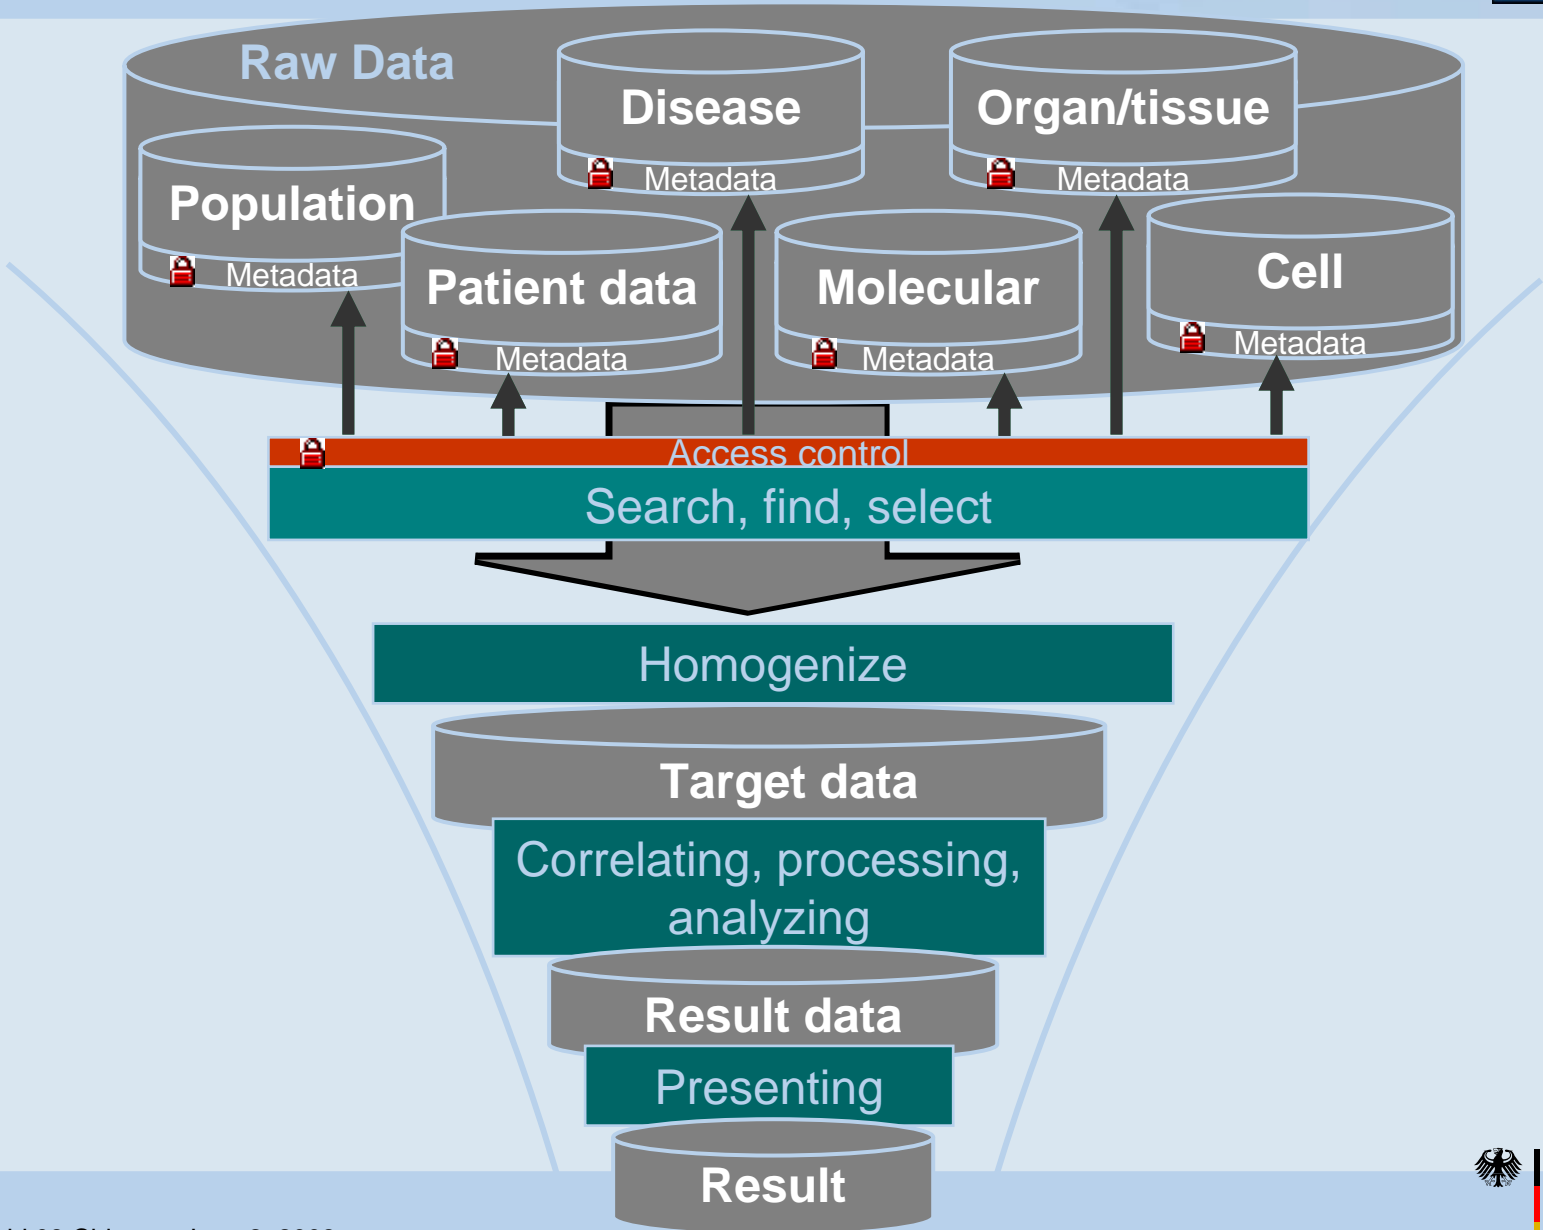 Raw Data
Disease
Organ/tissue
Metadata
Metadata
Population
Metadata
Patient data
Molecular
Cell
Metadata
Metadata
Metadata
Access control
Search, find, select
Homogenize
Target data
Correlating, processing,
analyzing
Result data
Presenting
Result